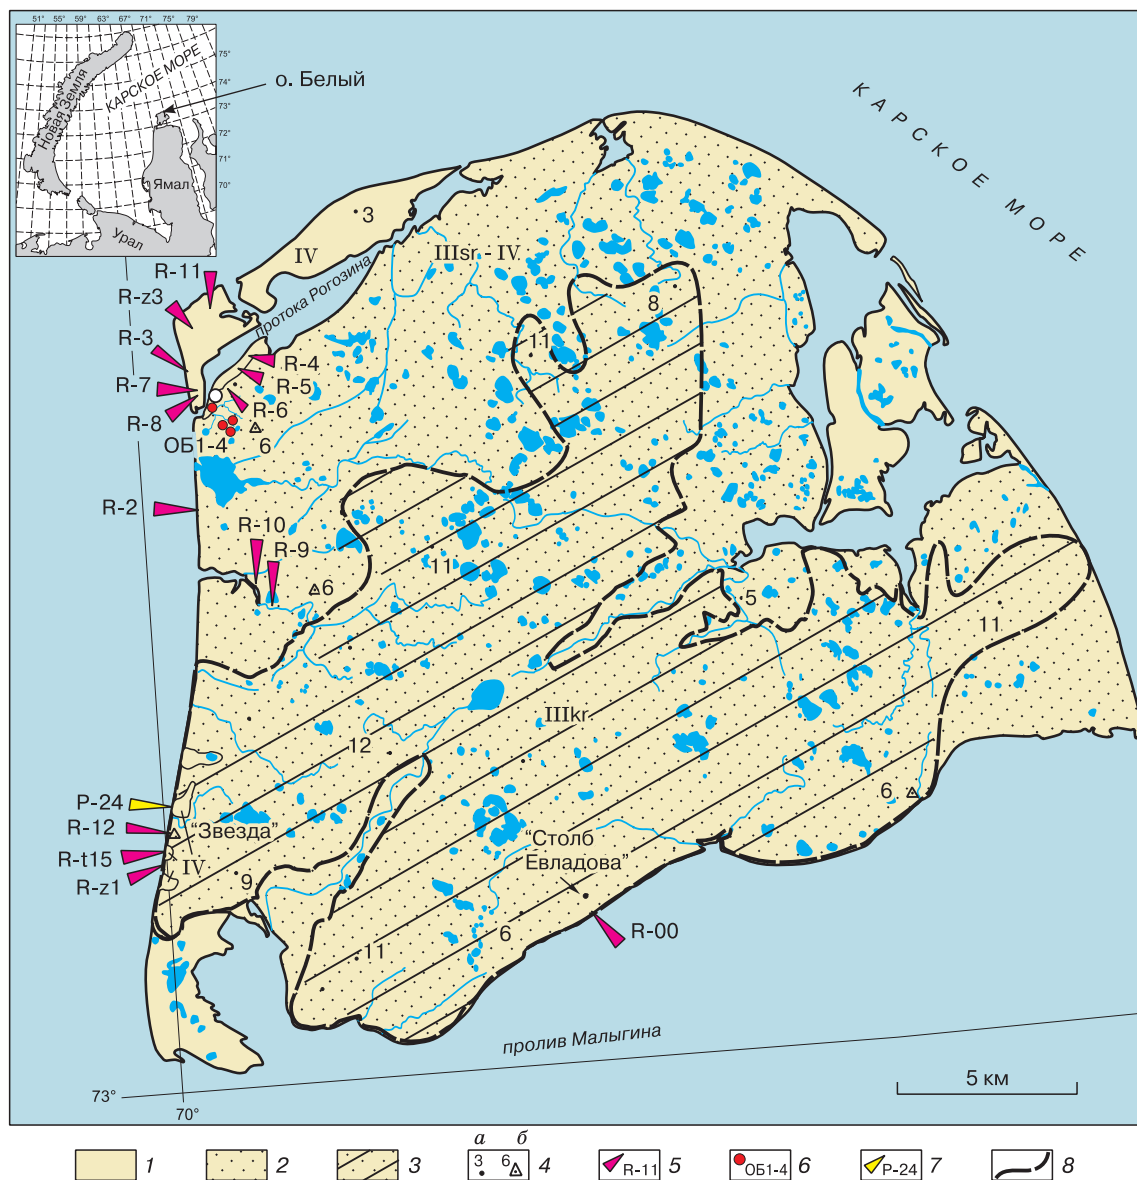 51° 55° 59° 63° 67° 71° 75° 79°
75°
74°
73°
72°
71°
70°
Новая Земля
КАРСКОЕ МОРЕ
Ямал
Урал
о. Белый
КАРСКОЕ МОРЕ
3
IV
IIIsr - IV
протока Рогозина
R-11
R-z3
R-3
R-7
R-8
R-4
R-5
R-6
ОБ1-4
6
8
11
R-2
R-10
R-9
6
11
5
11
IIIkr
12
P-24
R-12
"Звезда"
R-t15
IV
R-z1
9
"Столб
Евладова"
6
R-00
6
11
пролив Малыгина
73°
70°
5 км
1
2
3
а б
3 6
4
R-11 5
ОБ1-4 6
P-24 7
8